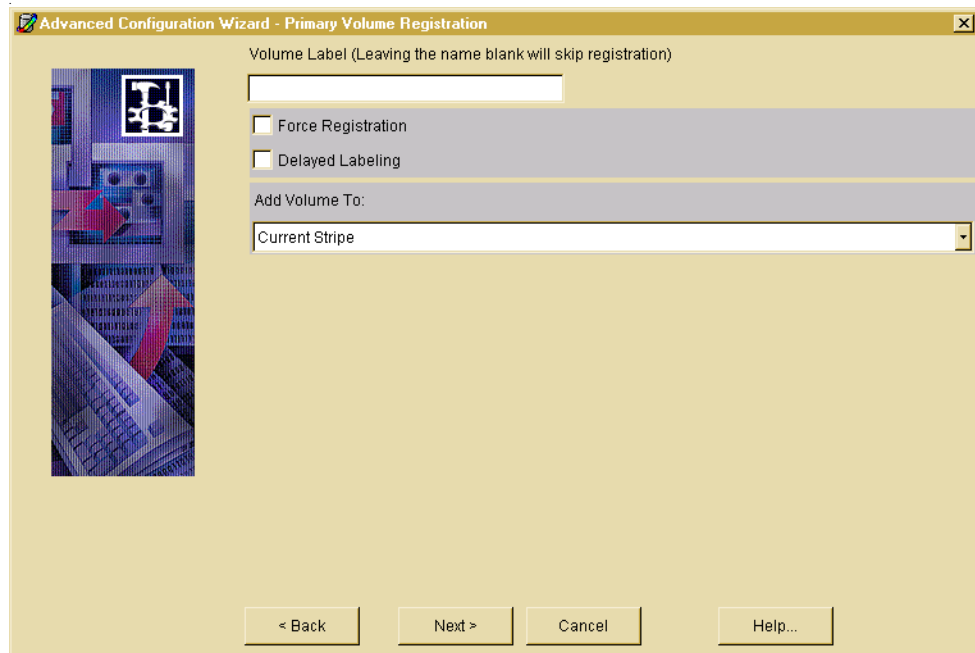 Advanced Configuration Wizard - Primary Volume Registration
Volume Label (Leaving the name blank will skip registration)
Force Registration
Delayed Labeling
Add Volume To:
Current Stripe
< Back
Next >
Cancel
Help...